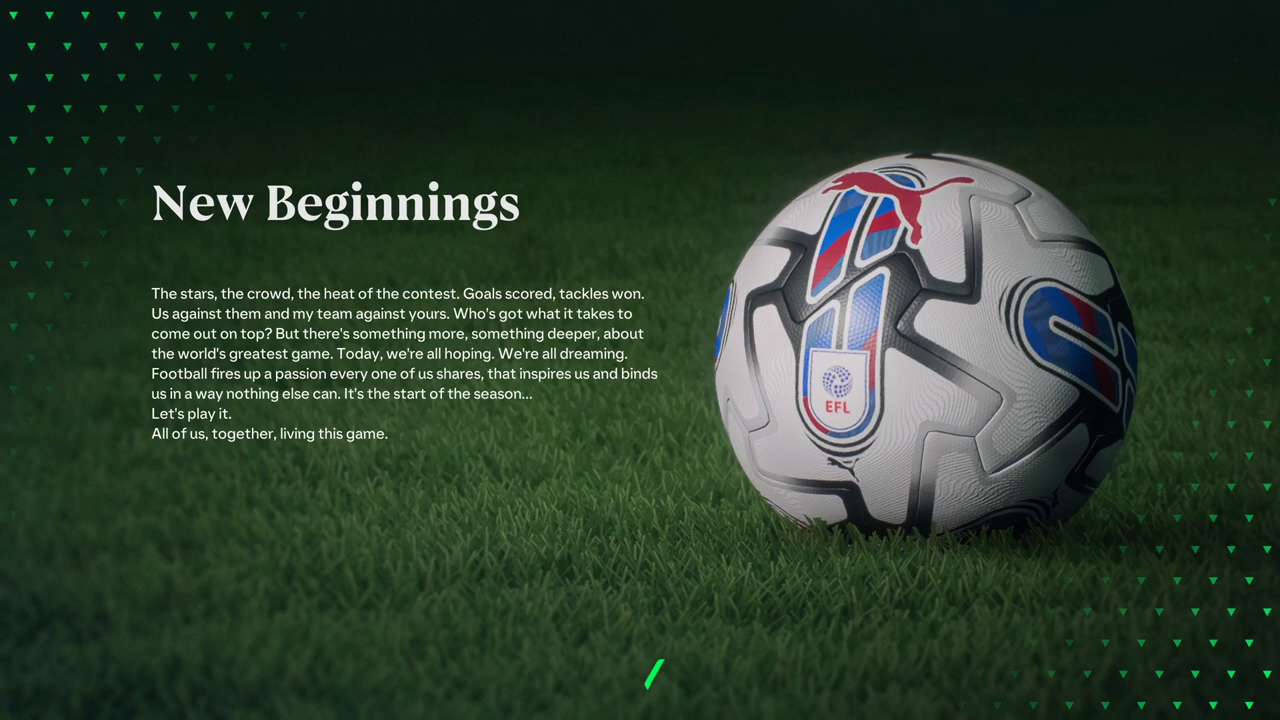 New Beginnings
The stars, the crowd, the heat of the contest. Goals scored, tackles won.
Us against them and my team against yours. Who's got what it takes to
come out on top? But there's something more, something deeper, about
the world's greatest game. Today, we're all hoping. We're all dreaming.
Football fires up a passion every one of us shares, that inspires us and binds
us in a way nothing else can. It's the start of the season...
Let's play it.
All of us, together, living this game.
EFL